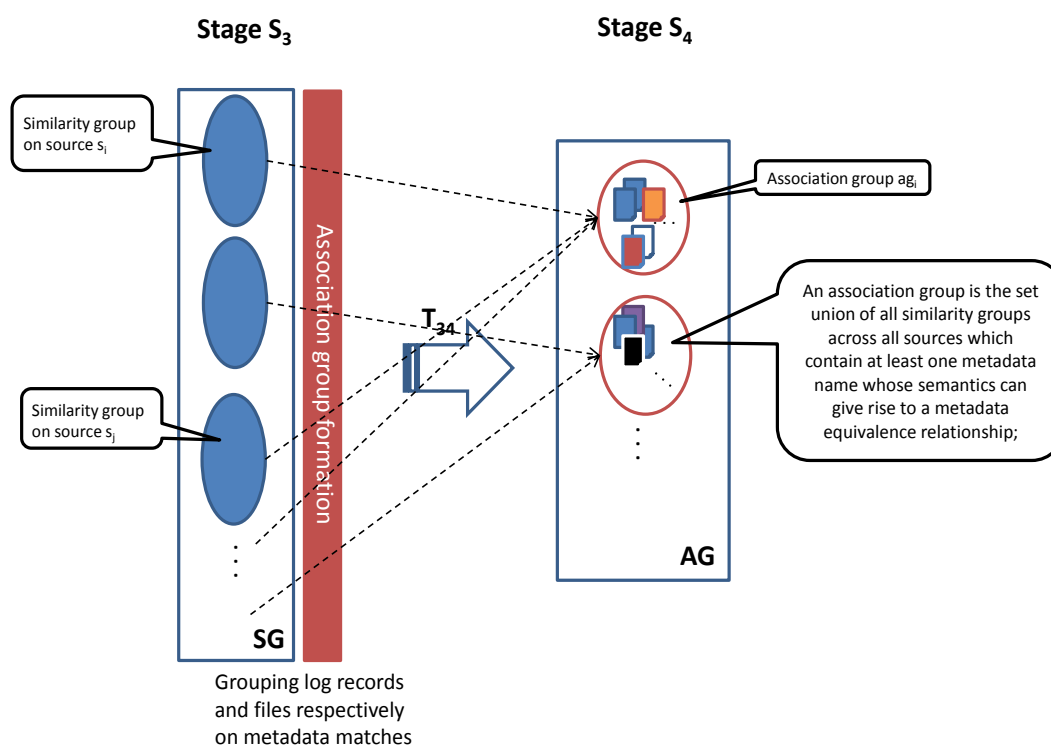 Stage S₃
Stage S₄
Similarity group
on source sᵢ
Association group agᵢ
Association group formation
T₃₄
An association group is the set
union of all similarity groups
across all sources which
contain at least one metadata
name whose semantics can
give rise to a metadata
equivalence relationship;
Similarity group
on source sⱼ
AG
SG
Grouping log records
and files respectively
on metadata matches